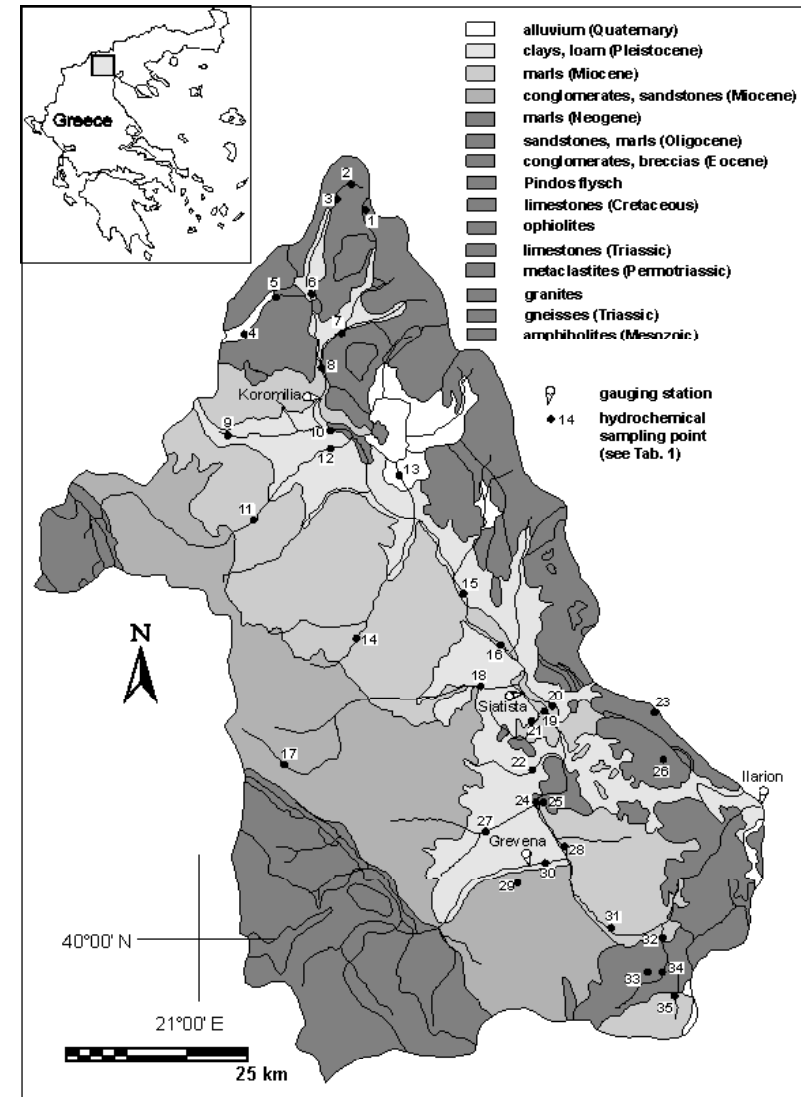 Greece
alluvium (Quaternary)
clays, loam (Pleistocene)
marls (Miocene)
conglomerates, sandstones (Miocene)
marls (Neogene)
sandstones, marls (Oligocene)
conglomerates, breccias (Eocene)
Pindos flysch
limestones (Cretaceous)
ophiolites
limestones (Triassic)
metaclastites (Permotriassic)
granites
gneisses (Triassic)
amphibolites (Mesozoic)
gauging station
14 hydrochemical
sampling point
(see Tab. 1)
2
3
1
5
6
4
7
8
Koromilia
9
10
12
13
11
15
14
16
18
Siatista
20
19
21
23
17
22
26
Ilarion
24
25
27
Grevena
28
30
29
31
40°00' N
32
33
34
35
21°00' E
25 km
N